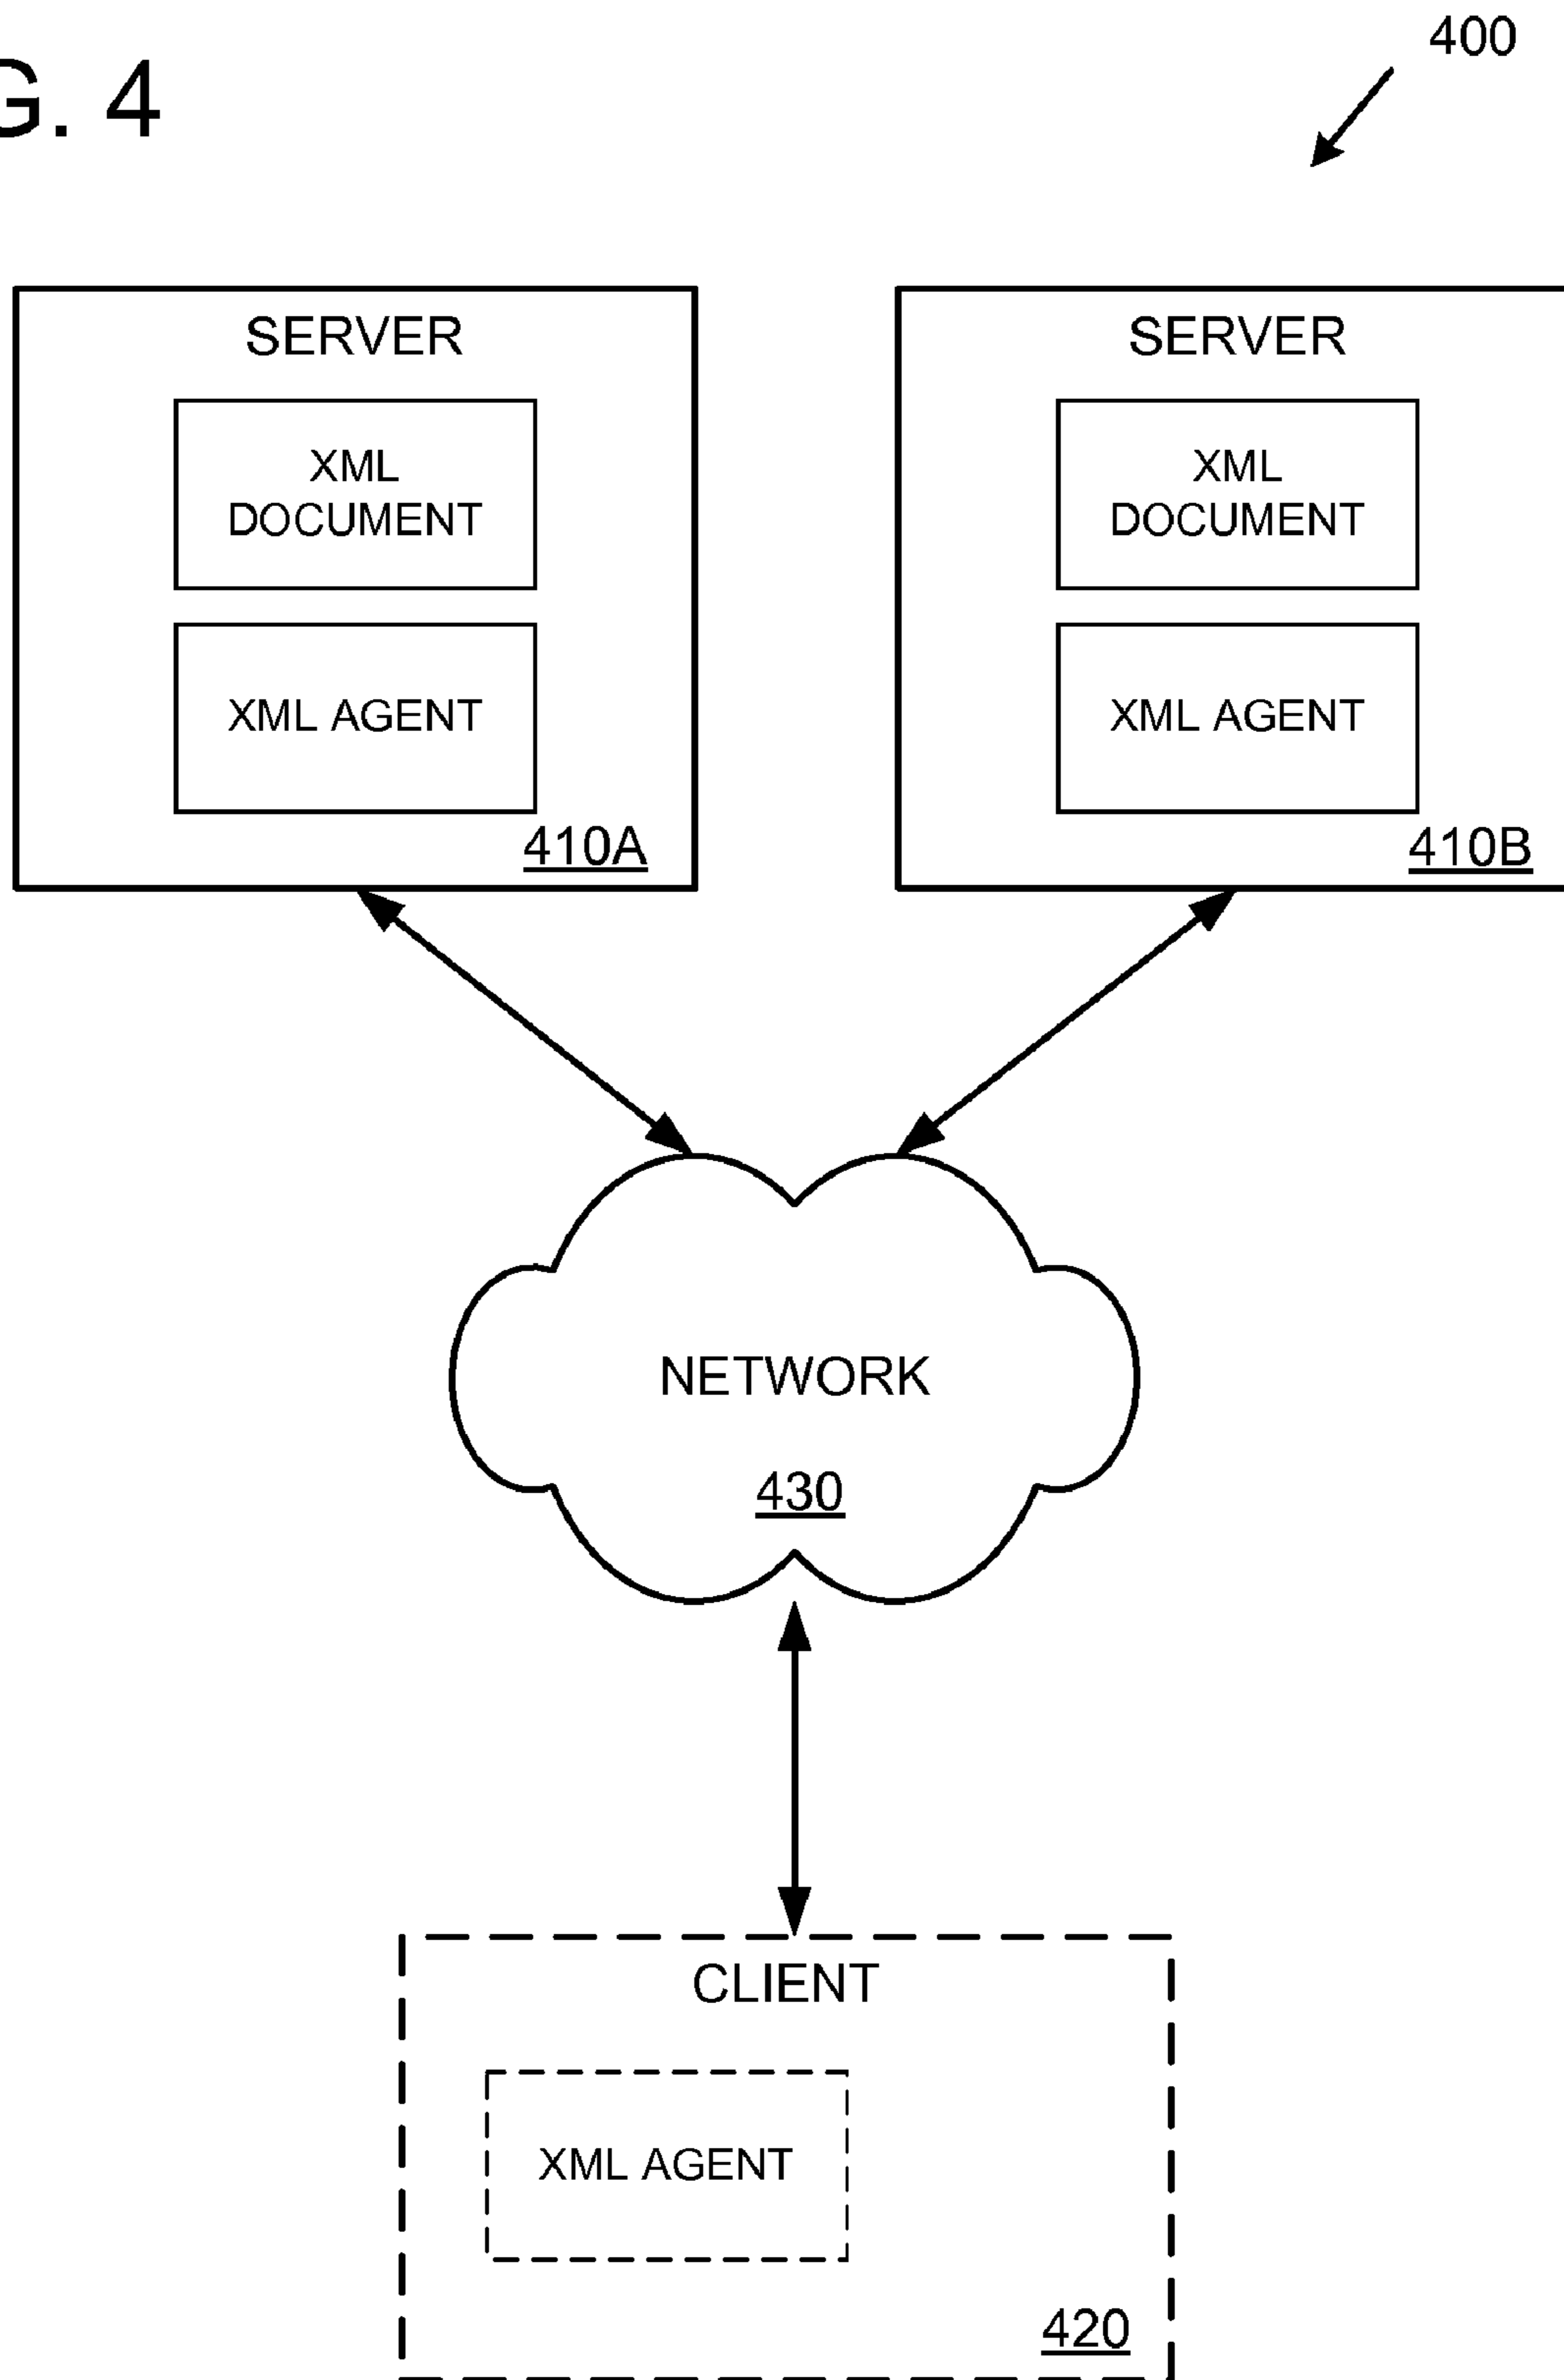 G. 4
400
SERVER
XML
DOCUMENT
XML AGENT
410A
SERVER
XML
DOCUMENT
XML AGENT
410B
NETWORK
430
CLIENT
XML AGENT
420